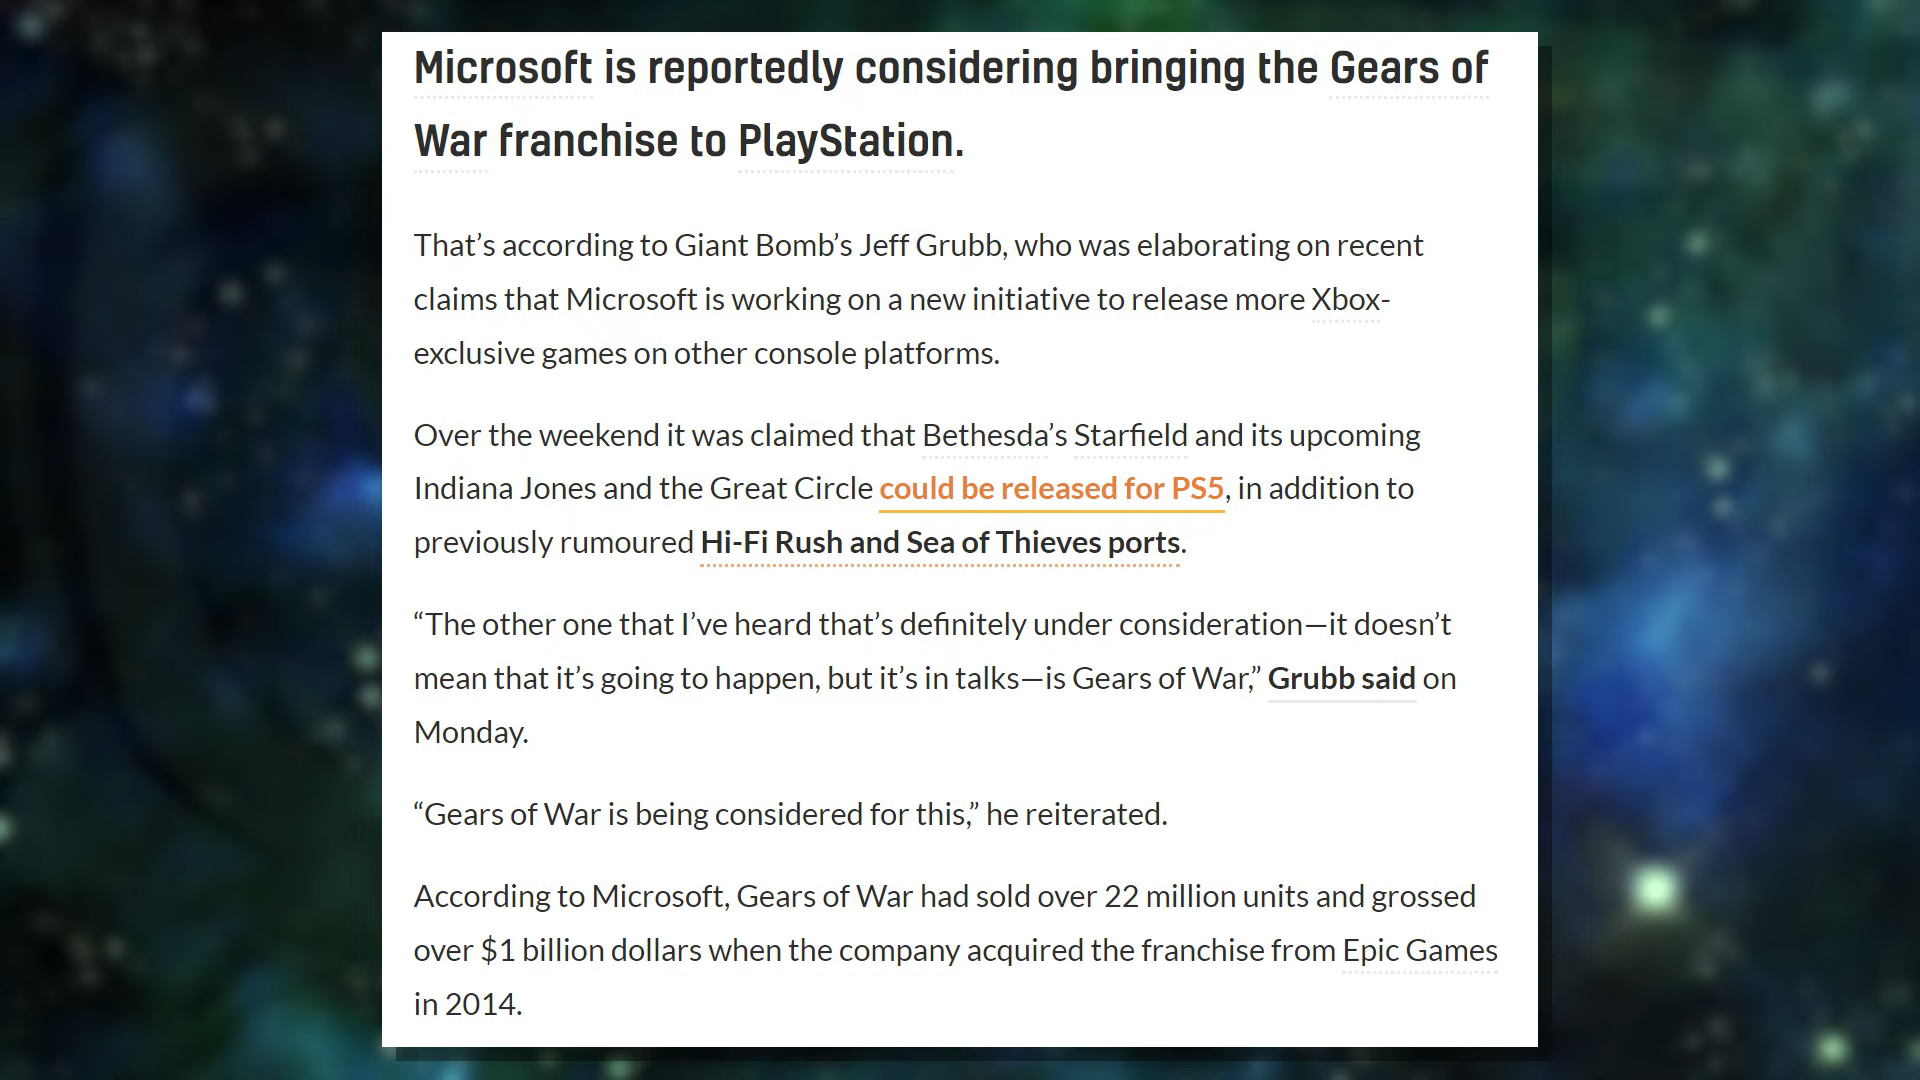 Microsoft is reportedly considering bringing the Gears of
War franchise to PlayStation.
That’s according to Giant Bomb’s Jeff Grubb, who was elaborating on recent
claims that Microsoft is working on a new initiative to release more Xbox-
exclusive games on other console platforms.
Over the weekend it was claimed that Bethesda’s Starfield and its upcoming
Indiana Jones and the Great Circle could be released for PS5, in addition to
previously rumoured Hi-Fi Rush and Sea of Thieves ports.
“The other one that I’ve heard that’s definitely under consideration—it doesn’t
mean that it’s going to happen, but it’s in talks—is Gears of War,” Grubb said on
Monday.
“Gears of War is being considered for this,” he reiterated.
According to Microsoft, Gears of War had sold over 22 million units and grossed
over $1 billion dollars when the company acquired the franchise from Epic Games
in 2014.